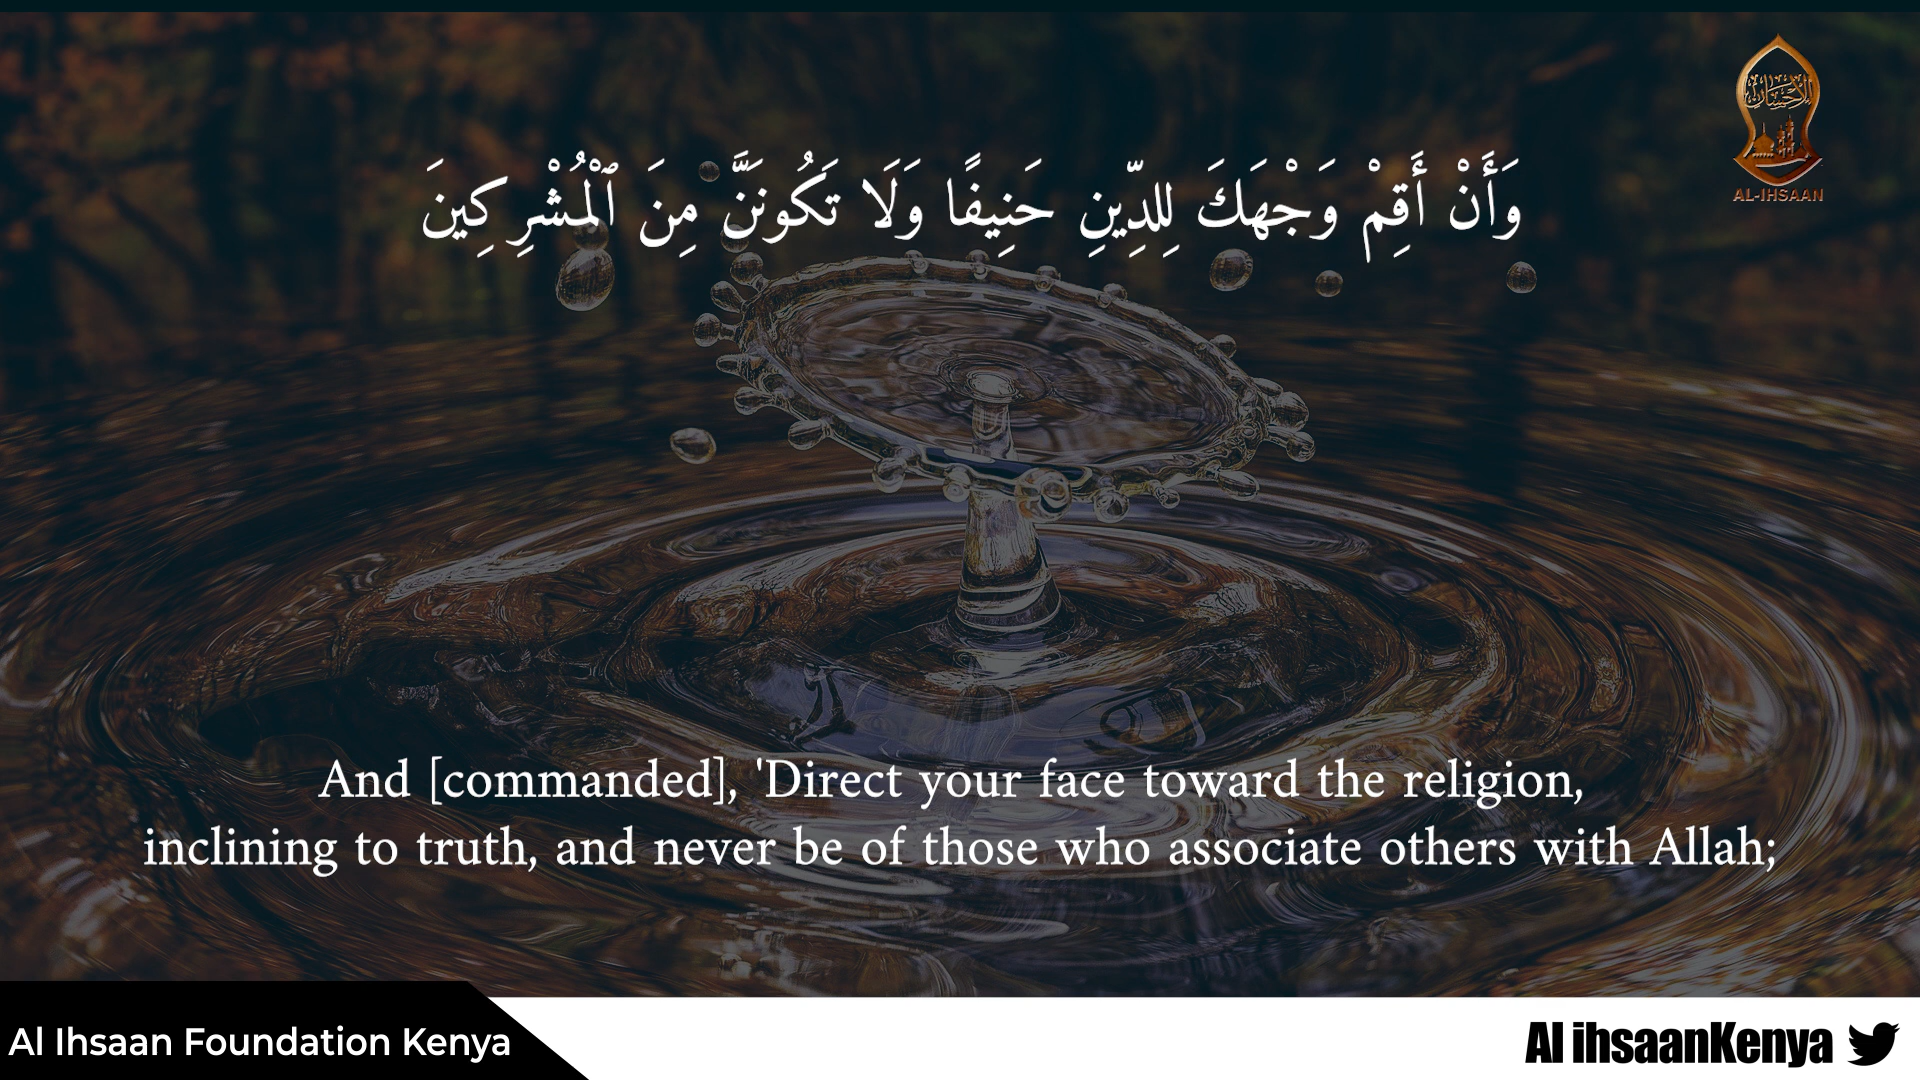 وَأَنْ أَقِمْ وَجْهَكَ لِلدِّينِ حَنِيفًا وَلَا تَكُونَنَّ مِنَ ٱلْمُشْرِكِينَ
الإحسان
AL-IHSAAN
And [commanded], 'Direct your face toward the religion,
inclining to truth, and never be of those who associate others with Allah;
Al Ihsaan Foundation Kenya
Al ihsaanKenya